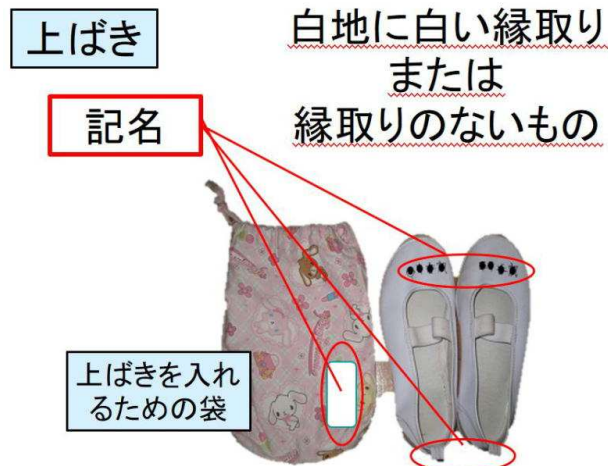 上ばき
白地に白い縁取り
または
縁取りのないもの
記名
上ばきを入れ
るための袋